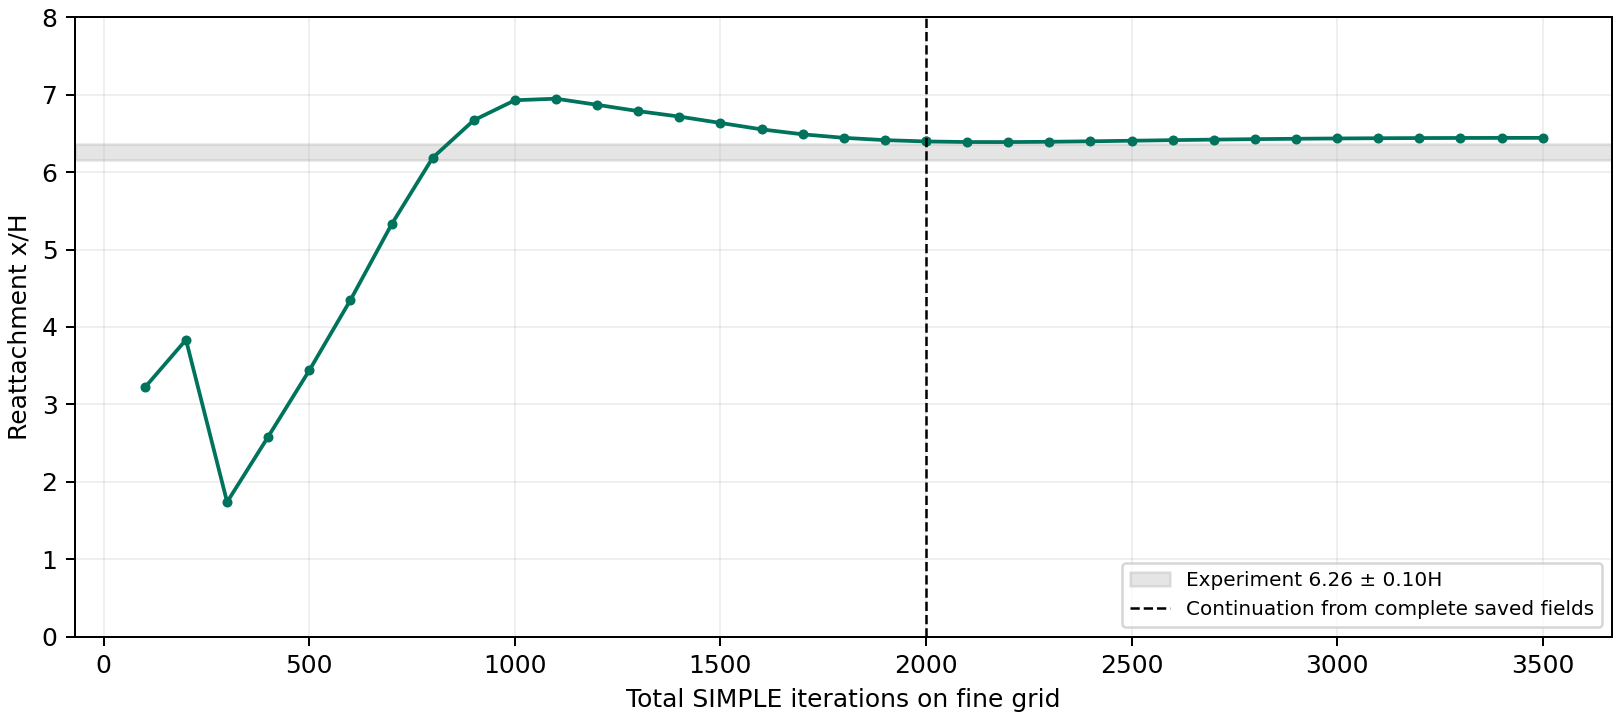 8
7
6
5
4
3
2
1
0
Reattachment x/H
Experiment 6.26 ± 0.10H
Continuation from complete saved fields
0 500 1000 1500 2000 2500 3000 3500
Total SIMPLE iterations on fine grid